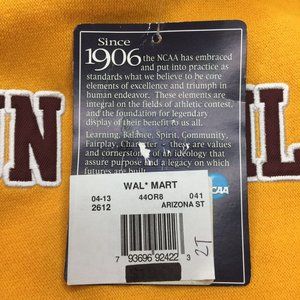 Since
1906 the NCAA has embraced
and put into practice as
standards what we believe to be core
elements of excellence and triumph in
human endeavor. These elements are
integral on the fields of athletic contest,
and the foundation for legendary
display of their benefit to us all.
Learning, Balance, Spirit, Community,
Fairplay, Character - they are values
and cornerstones of an ideology that
assure purpose and a legacy on which
futures are built.
N
L
NCAA
WAL* MART
04-13 44OR8 041
2612 ARIZONA ST
7 93696 92422 3
2T